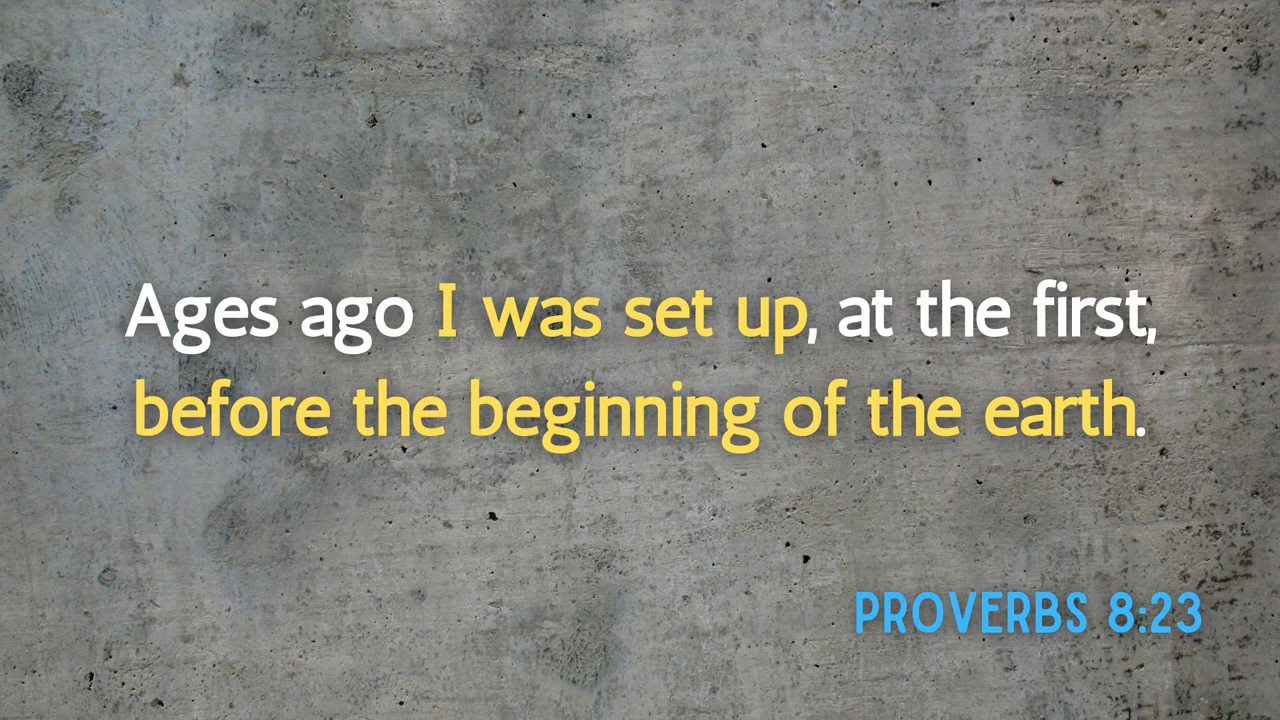 Ages ago I was set up, at the first,
before the beginning of the earth.
PROVERBS 8:23